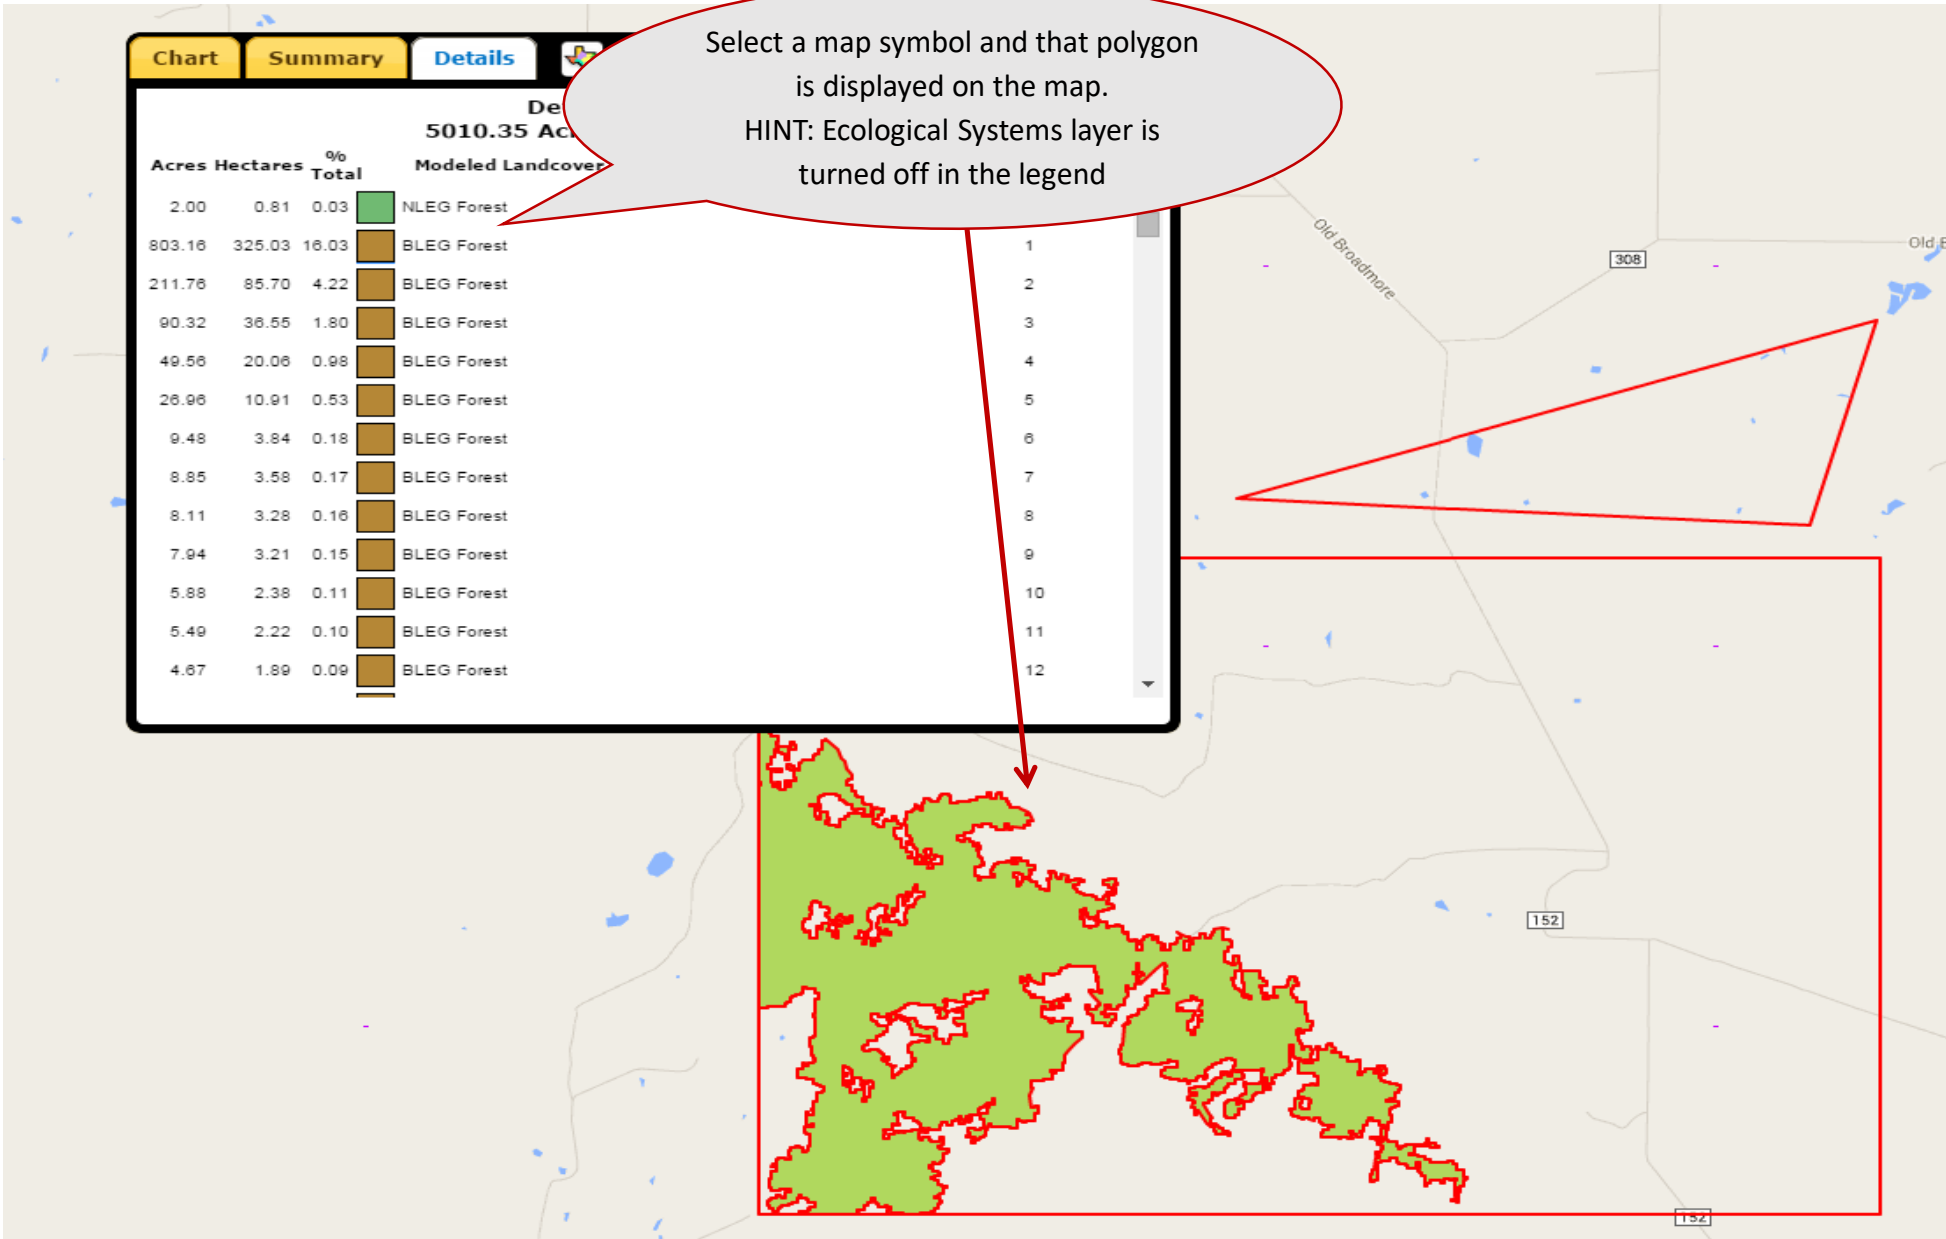 Chart Summary Details
Select a map symbol and that polygon
is displayed on the map.
HINT: Ecological Systems layer is
turned off in the legend
5010.35
Acres Hectares % Total Modeled Landcover
2.00 0.81 0.03 NLEG Forest
803.16 325.03 16.03 BLEG Forest 1
211.76 85.70 4.22 BLEG Forest 2
90.32 36.55 1.80 BLEG Forest 3
49.56 20.06 0.98 BLEG Forest 4
26.96 10.91 0.53 BLEG Forest 5
9.48 3.84 0.18 BLEG Forest 6
8.85 3.58 0.17 BLEG Forest 7
8.11 3.28 0.16 BLEG Forest 8
7.94 3.21 0.15 BLEG Forest 9
5.88 2.38 0.11 BLEG Forest 10
5.49 2.22 0.10 BLEG Forest 11
4.67 1.89 0.09 BLEG Forest 12
Old Broadmore
308
Old
152
152